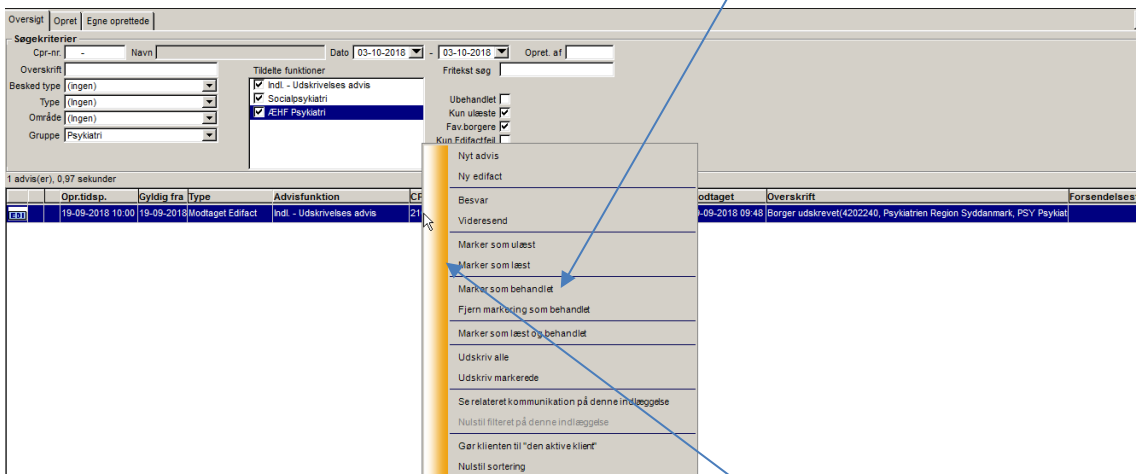 Oversigt Opret Egne oprettede
Søgekriterier
Cpr-nr. - Navn Dato 03-10-2018 - 03-10-2018 Opret. af
Overskrift Tildelte funktioner Fritekst søg
Besked type (ingen) Indl. - Udskrivelses advis
Type (Ingen) Socialpsykiatri Ubehandlet
Område (Ingen) ÆHF Psykiatri Kun ulæste
Gruppe Psykiatri Fav.borgere
Kun Edifactfejl
1 advis(er), 0,97 sekunder
Opr.tidsp. Gyldig fra Type Advisfunktion Overskrift
EDI 19-09-2018 10:00 19-09-2018 Modtaget Edifact Indl. - Udskrivelses advis 21 -09-2018 09:48 Borger udskrevet(4202240, Psykiatrien Region Syddanmark, PSY Psykiat
Nyt advis
Ny edifact
Besvar
Videresend
Marker som ulæst
Marker som læst
Marker som behandlet
Fjern markering som behandlet
Marker som læst og behandlet
Udskriv alle
Udskriv markerede
Se relateret kommunikation på denne indlæggelse
Nulstil filteret på denne indlæggelse
Gør klienten til "den aktive klient"
Nulstil sortering